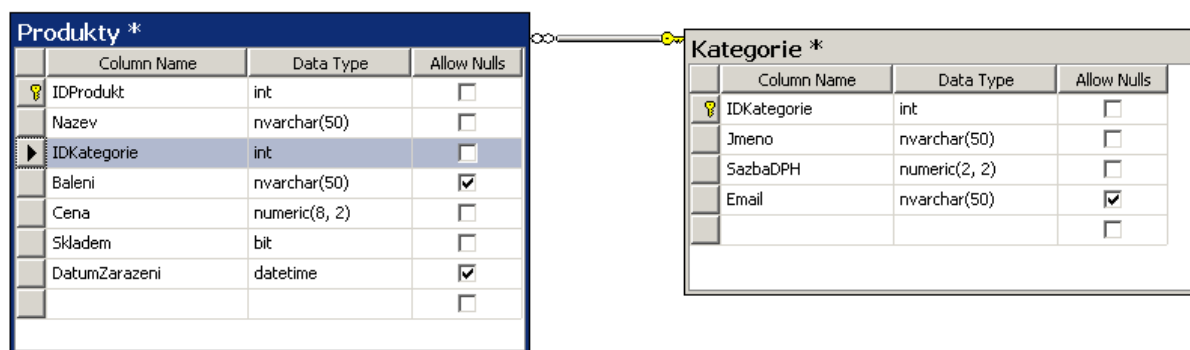 Produkty *
Column Name Data Type Allow Nulls
IDProdukt int
Nazev nvarchar(50)
IDKategorie int
Baleni nvarchar(50)
Cena numeric(8, 2)
Skladem bit
DatumZarazeni datetime
Kategorie *
Column Name Data Type Allow Nulls
IDKategorie int
Jmeno nvarchar(50)
SazbaDPH numeric(2, 2)
Email nvarchar(50)